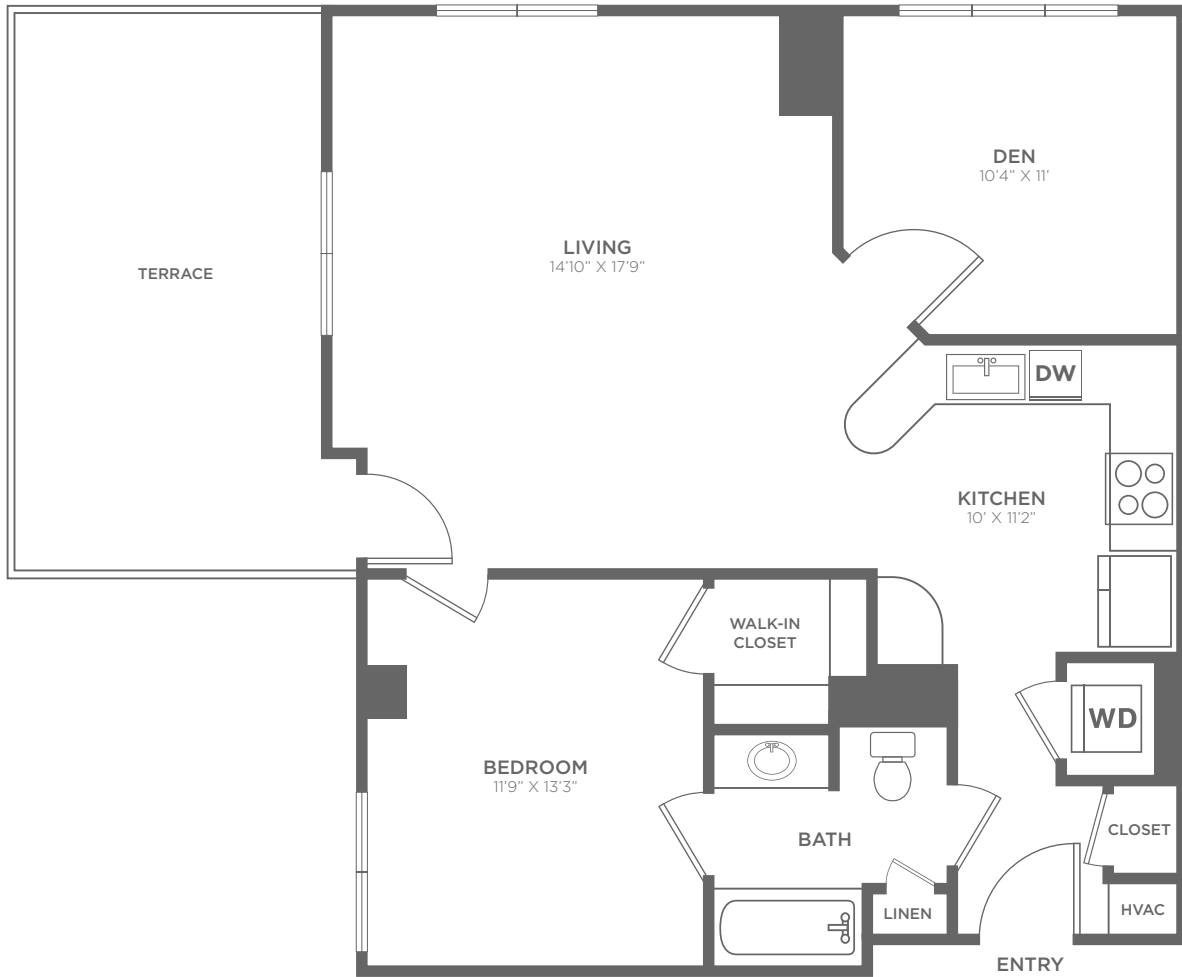 DEN
10'4" X 11'
LIVING
14'10" X 17'9"
TERRACE
DW
KITCHEN
10' X 11'2"
WALK-IN
CLOSET
WD
BEDROOM
11'9" X 13'3"
BATH
CLOSET
LINEN
HVAC
ENTRY